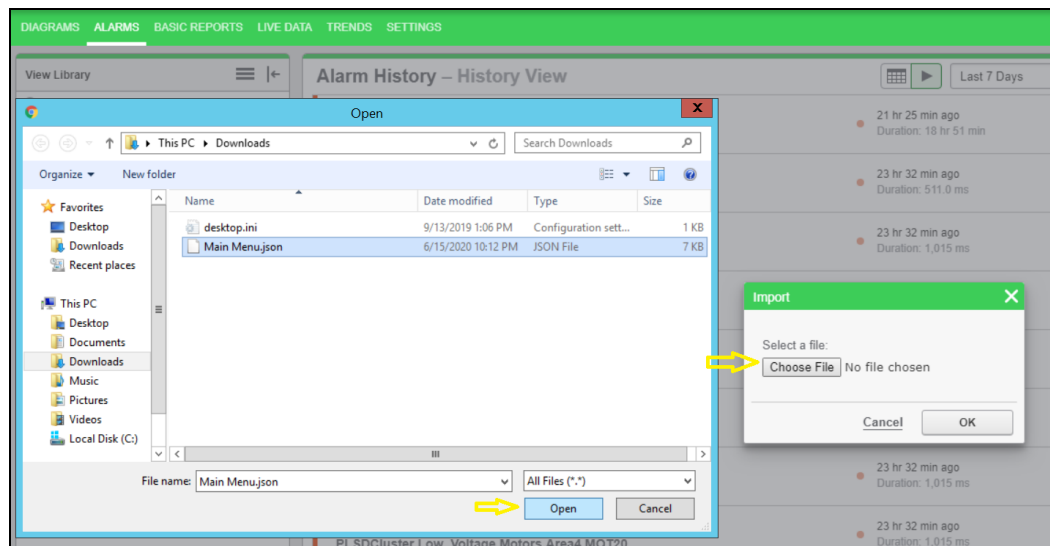 DIAGRAMS ALARMS BASIC REPORTS LIVE DATA TRENDS SETTINGS
View Library
Alarm History – History View
Last 7 Days
Open
x
This PC Downloads
Search Downloads
Organize New folder
Name Date modified Type Size
Favorites
Desktop
Downloads
Recent places
This PC
Desktop
Documents
Downloads
Music
Pictures
Videos
Local Disk (C:)
desktop.ini 9/13/2019 1:06 PM Configuration sett... 1 KB
Main Menu.json 6/15/2020 10:12 PM JSON File 7 KB
File name: Main Menu.json All Files (*.*)
Open Cancel
21 hr 25 min ago
Duration: 18 hr 51 min
23 hr 32 min ago
Duration: 511.0 ms
23 hr 32 min ago
Duration: 1,015 ms
Import
Select a file:
Choose File No file chosen
Cancel OK
23 hr 32 min ago
Duration: 1,015 ms
23 hr 32 min ago
Duration: 1,015 ms
PLSDCluster.Low_Voltage_Motors_Area4.MOT20